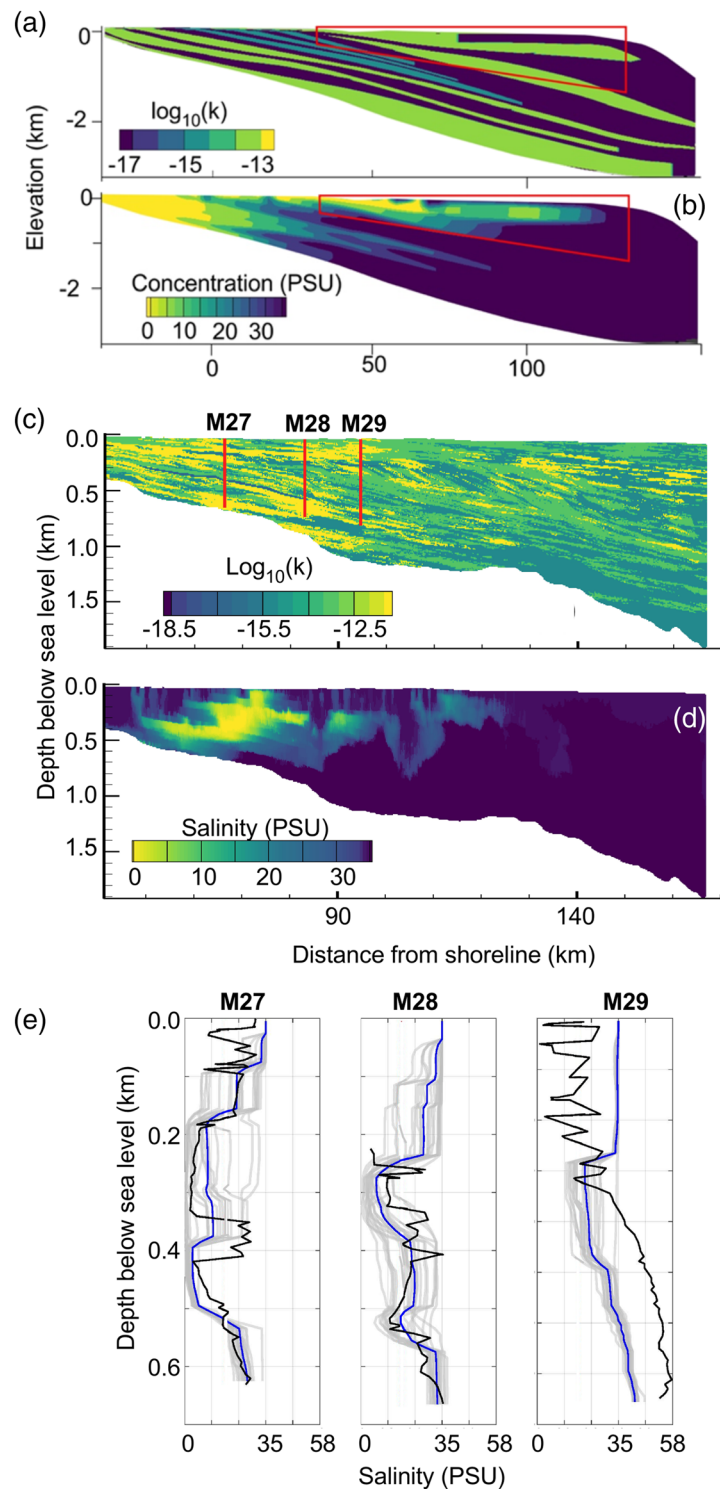 (a)
0
-2
log10(k)
-17 -15 -13
Elevation (km)
(b)
0
-2
Concentration (PSU)
0 10 20 30
0 50 100
(c)
M27 M28 M29
0.0
0.5
1.0
1.5
Log10(k)
-18.5 -15.5 -12.5
Depth below sea level (km)
(d)
0.0
0.5
1.0
1.5
Salinity (PSU)
0 10 20 30
90 140
Distance from shoreline (km)
(e)
M27 M28 M29
0.0
0.2
0.4
0.6
Depth below sea level (km)
0 35 58 0 35 58 0 35 58
Salinity (PSU)